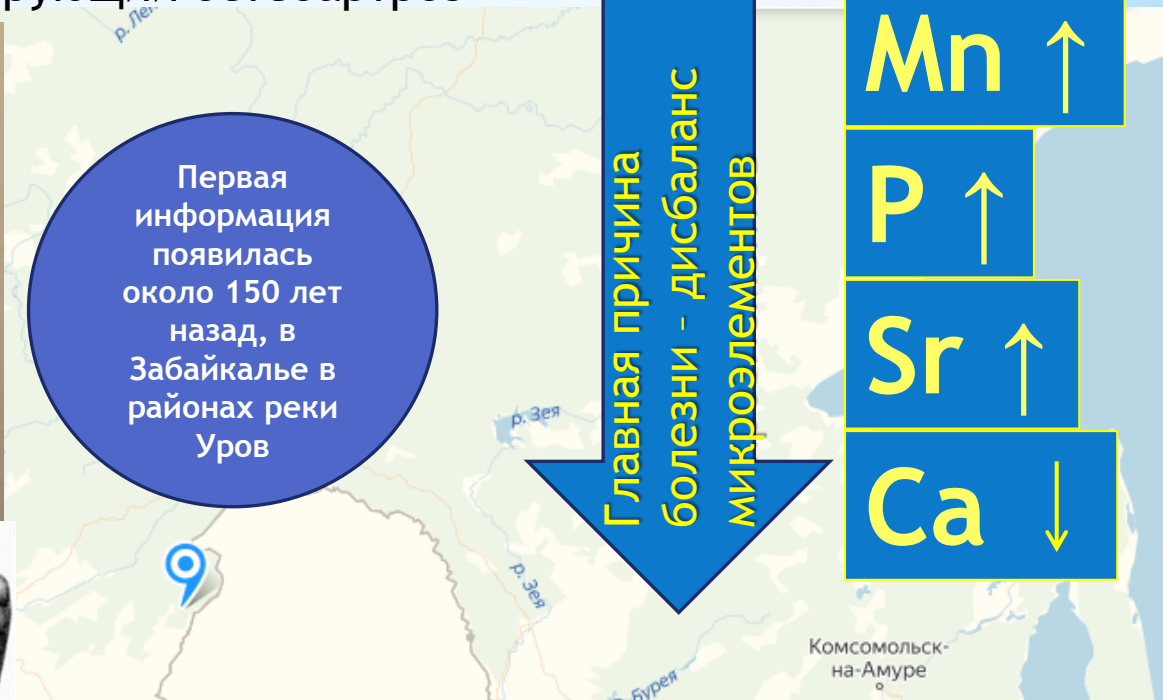 р. Зея
Первая
информация
появилась
около 150 лет
назад, в
Забайкалье в
районах реки
Уров
Главная причина
болезни - дисбаланс
микроэлементов
Mn ↑
P ↑
Sr ↑
Ca ↓
р. Зея
Комсомольск-
на-Амуре
р. Бурея